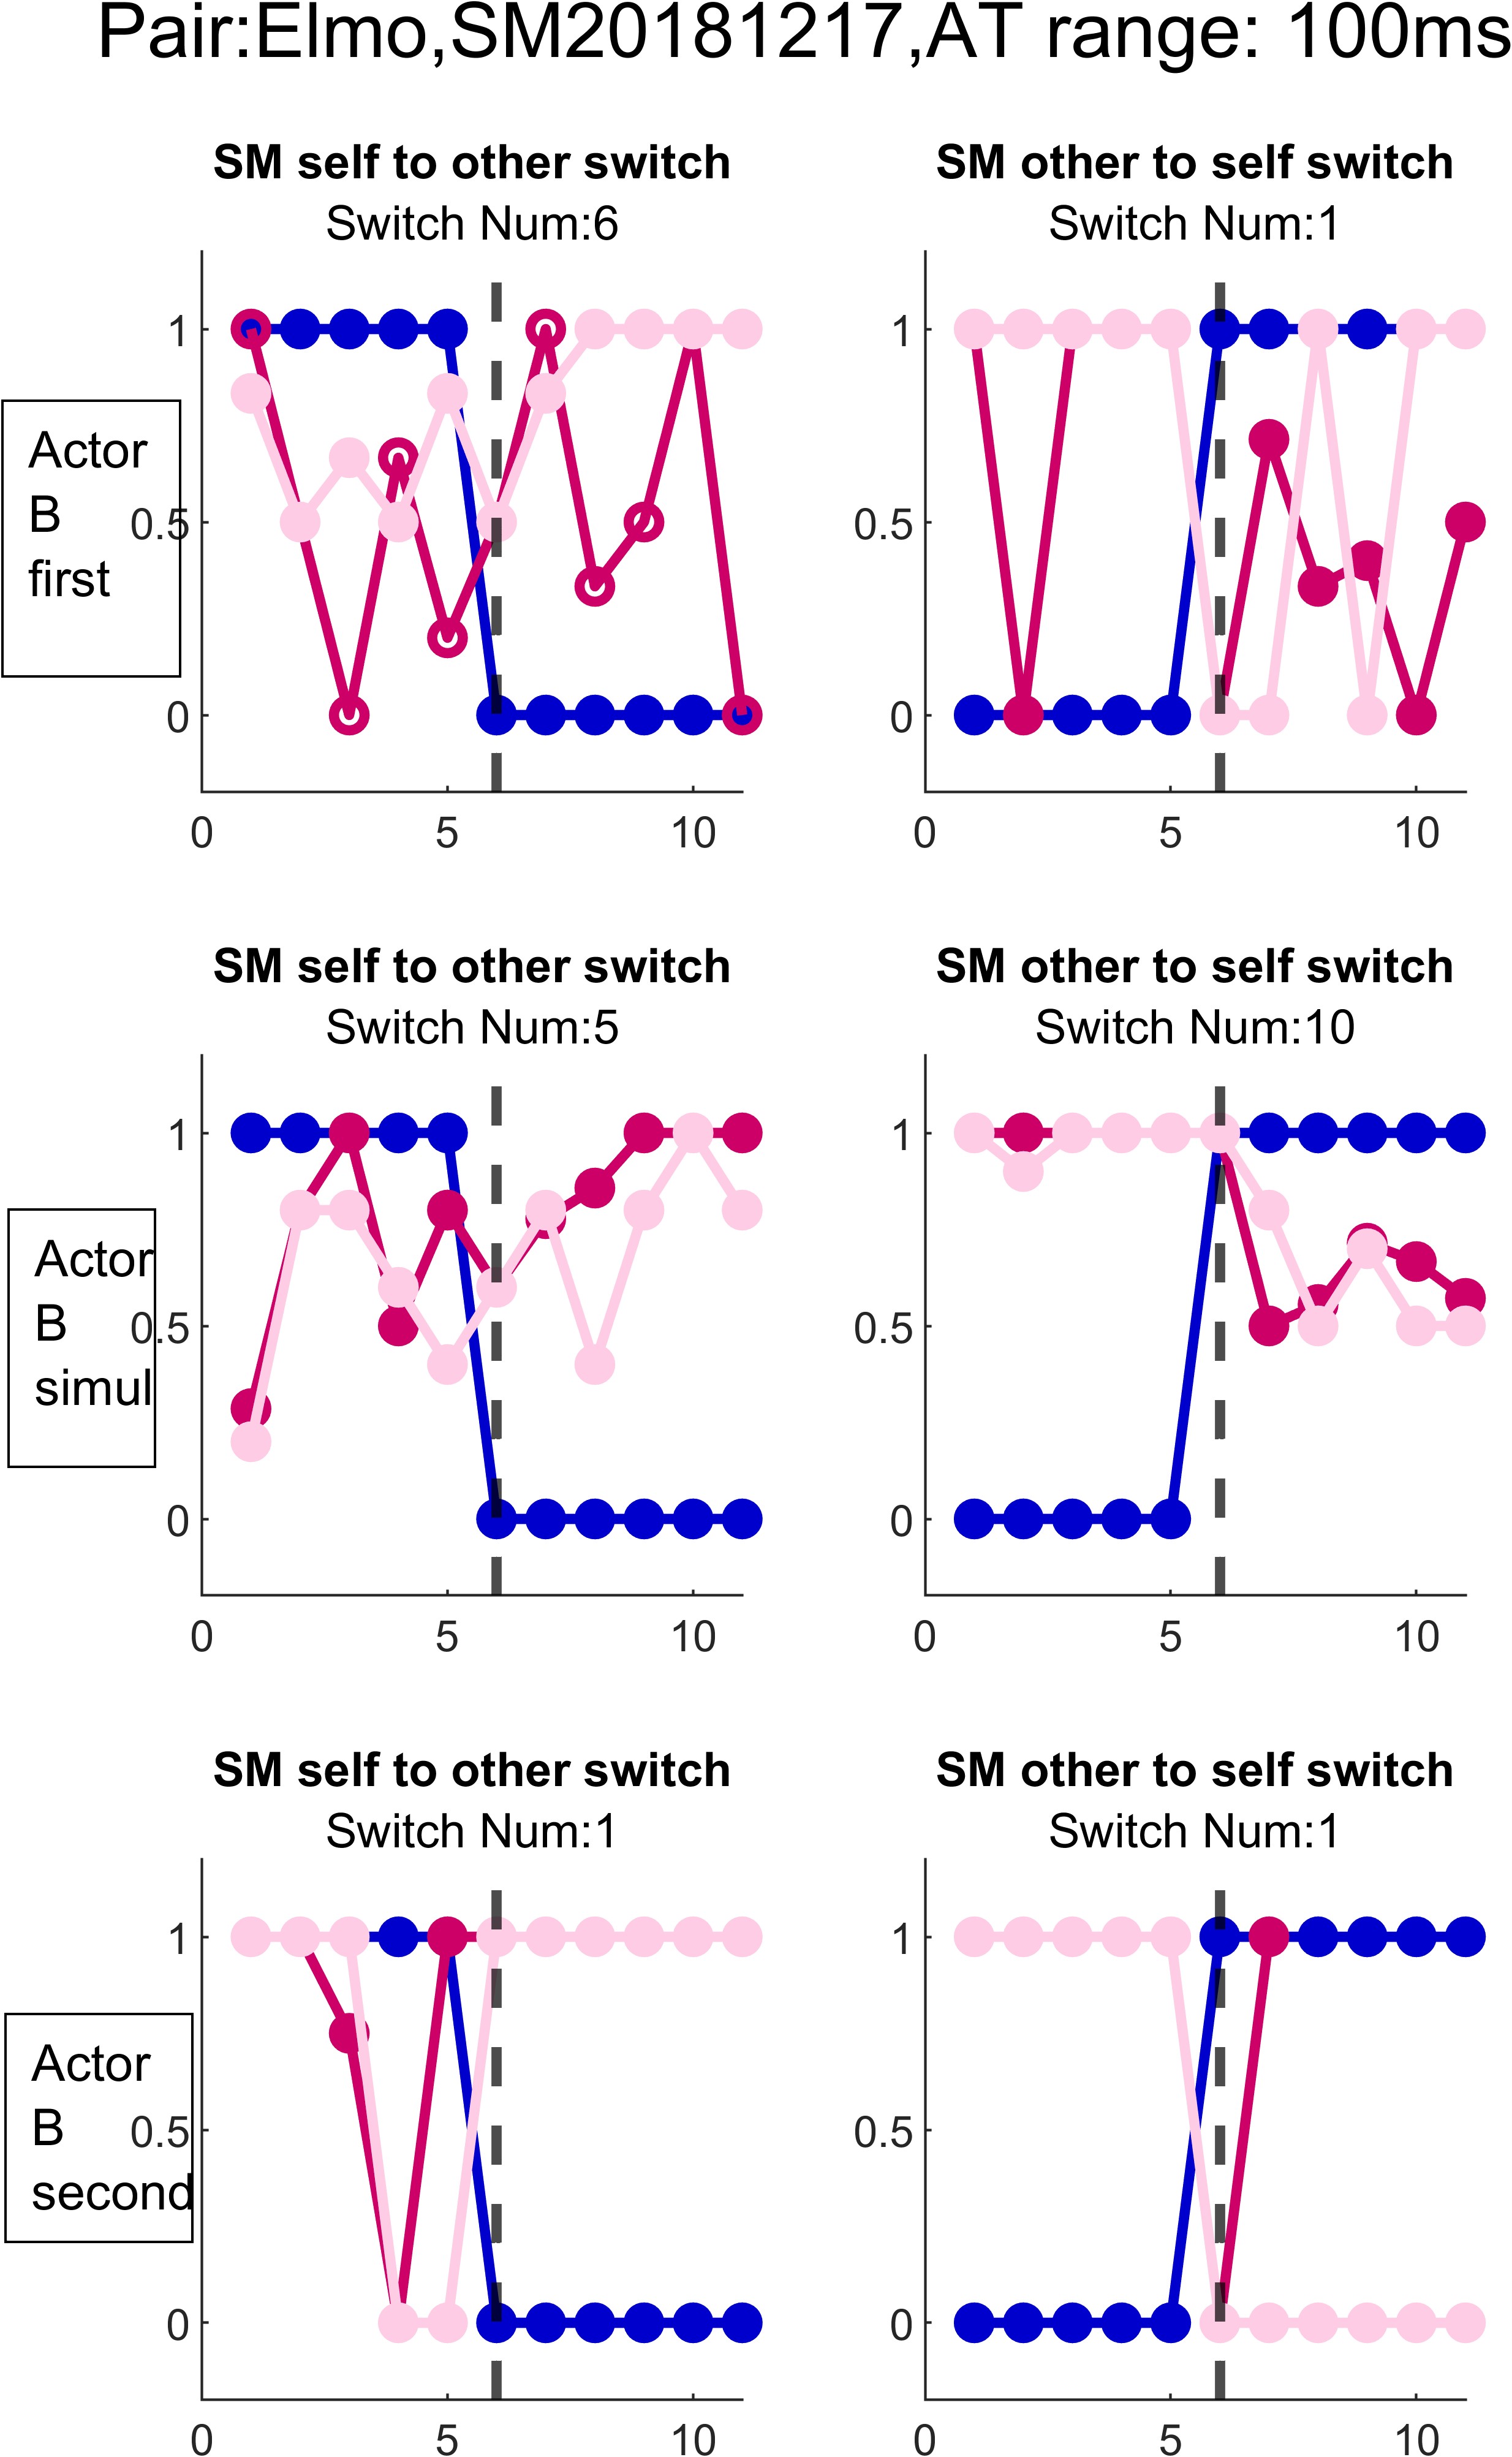 Pair:Elmo,SM20181217,AT range: 100ms
SM self to other switch
Switch Num:6
SM other to self switch
Switch Num:1
Actor
B
first
1
0.5
0
0
5
10
1
0.5
0
0
5
10
SM self to other switch
Switch Num:5
SM other to self switch
Switch Num:10
Actor
B
simul
1
0.5
0
0
5
10
1
0.5
0
0
5
10
SM self to other switch
Switch Num:1
SM other to self switch
Switch Num:1
Actor
B
second
1
0.5
0
0
5
10
1
0.5
0
0
5
10